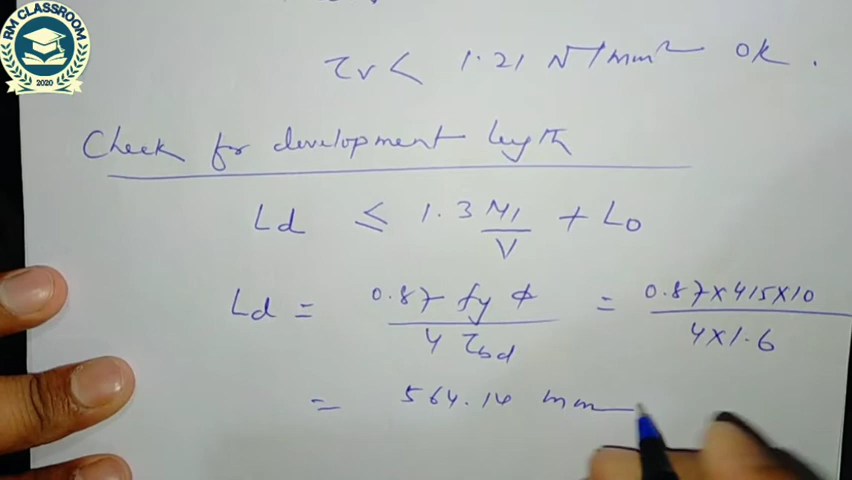 RM CLASSROOM
2020
τv < 1.21 N/mm² ok.
Check for development length
Ld ≤ 1.3 M1/V + Lo
Ld = 0.87 fy ϕ / 4 τbd = 0.87×415×10 / 4×1.6
= 564.14 mm